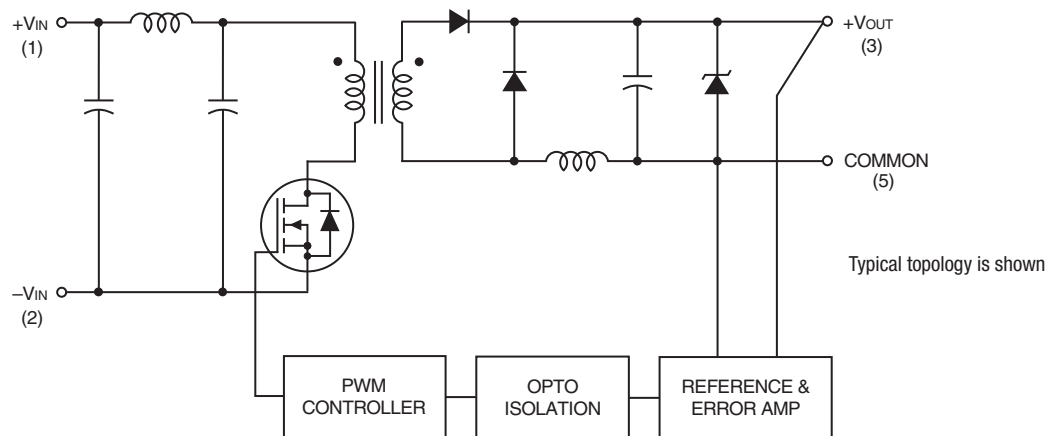 +VIN
(1)
+VOUT
(3)
COMMON
(5)
Typical topology is shown
–VIN
(2)
PWM
CONTROLLER
OPTO
ISOLATION
REFERENCE &
ERROR AMP